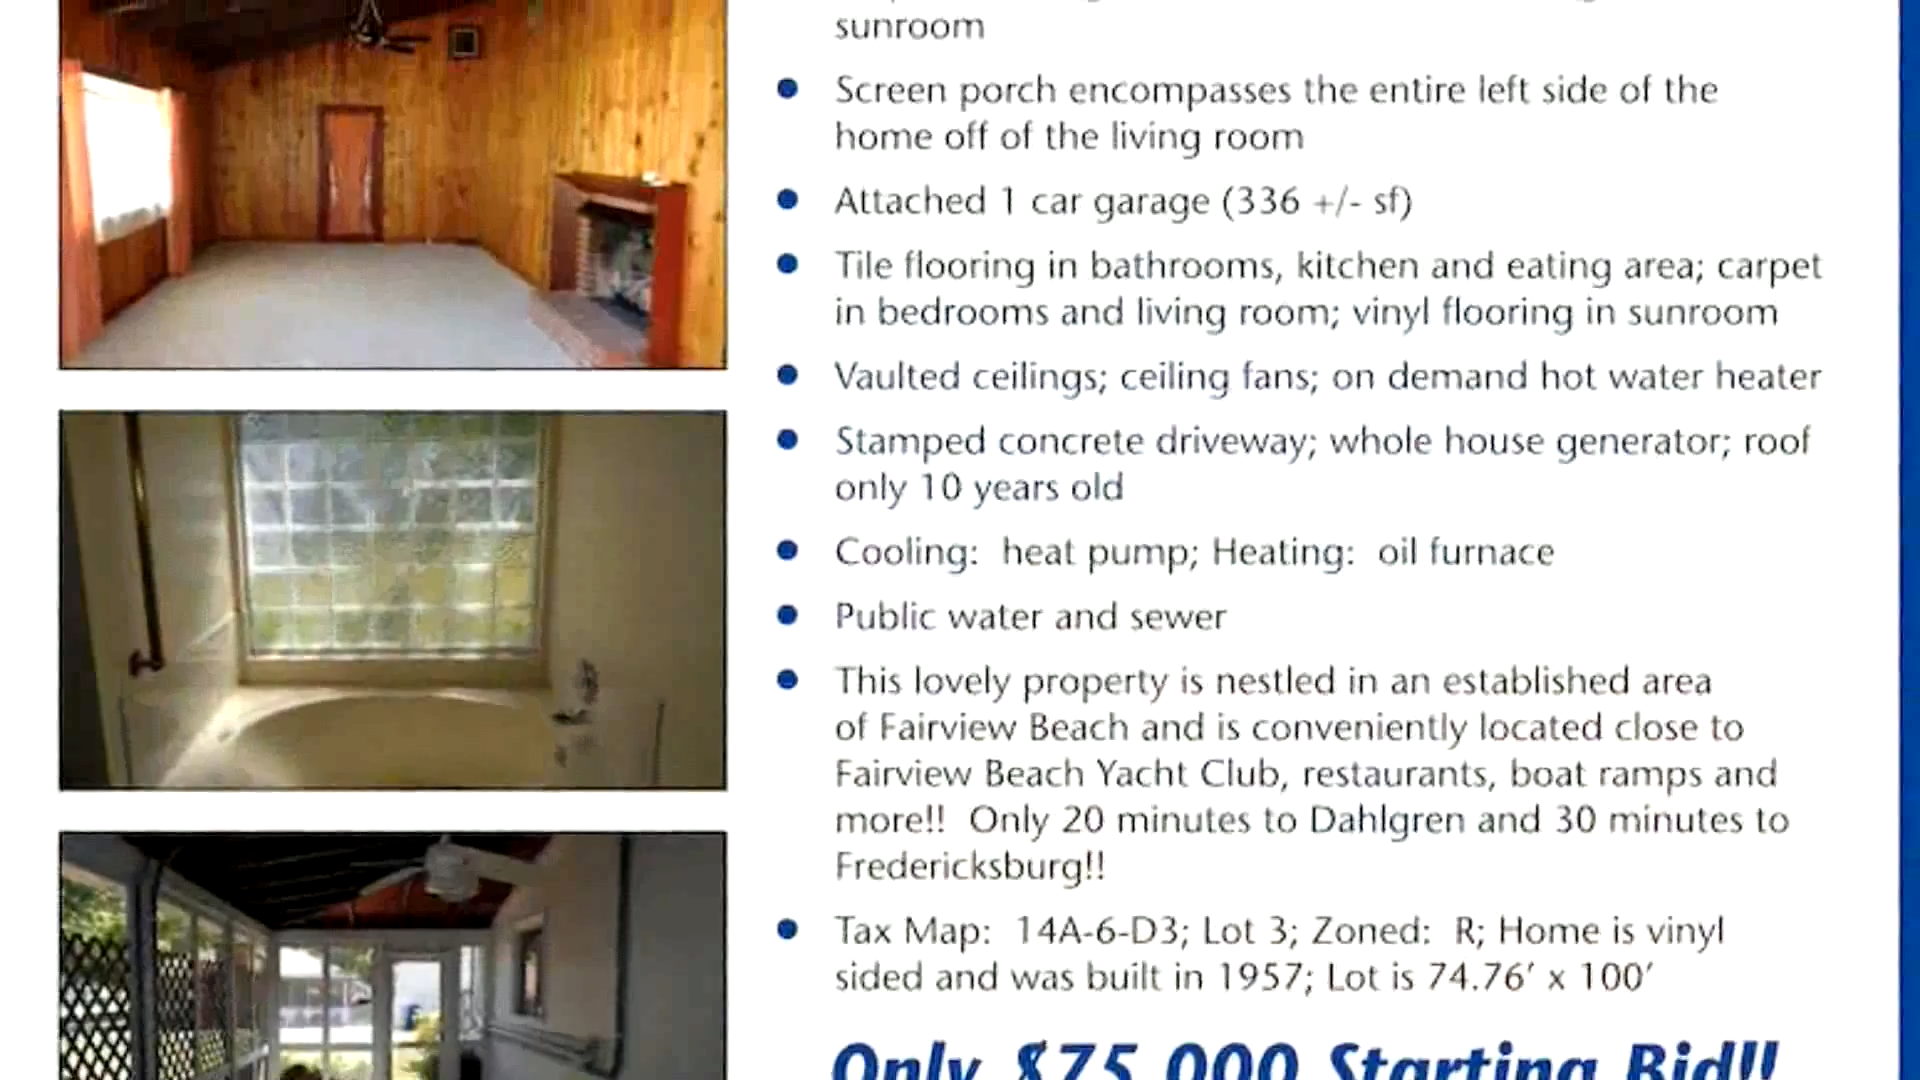 sunroom
Screen porch encompasses the entire left side of the
home off of the living room
Attached 1 car garage (336 +/- sf)
Tile flooring in bathrooms, kitchen and eating area; carpet
in bedrooms and living room; vinyl flooring in sunroom
Vaulted ceilings; ceiling fans; on demand hot water heater
Stamped concrete driveway; whole house generator; roof
only 10 years old
Cooling:  heat pump; Heating:  oil furnace
Public water and sewer
This lovely property is nestled in an established area
of Fairview Beach and is conveniently located close to
Fairview Beach Yacht Club, restaurants, boat ramps and
more!!  Only 20 minutes to Dahlgren and 30 minutes to
Fredericksburg!!
Tax Map:  14A-6-D3; Lot 3; Zoned:  R; Home is vinyl
sided and was built in 1957; Lot is 74.76′ x 100′
Only $75,000 Starting Bid!!